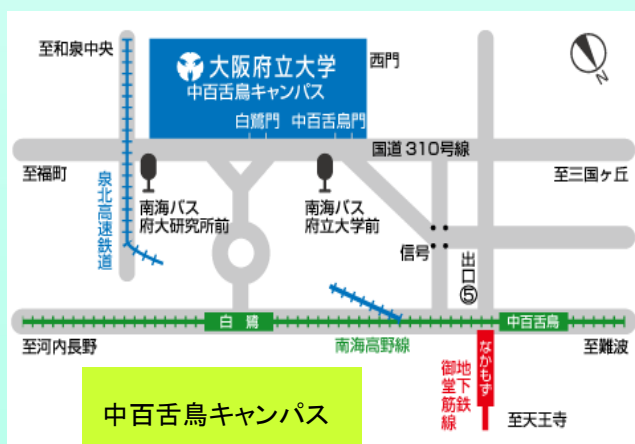 至和泉中央
大阪府立大学
中百舌鳥キャンパス
西門
N
白鷺門
中百舌鳥門
国道310号線
至福町
至三国ヶ丘
泉北高速鉄道
南海バス
府大研究所前
南海バス
府立大学前
信号
出口⑤
白鷺
中百舌鳥
至河内長野
南海高野線
至難波
なかもず
地下鉄
御堂筋線
至天王寺
中百舌鳥キャンパス